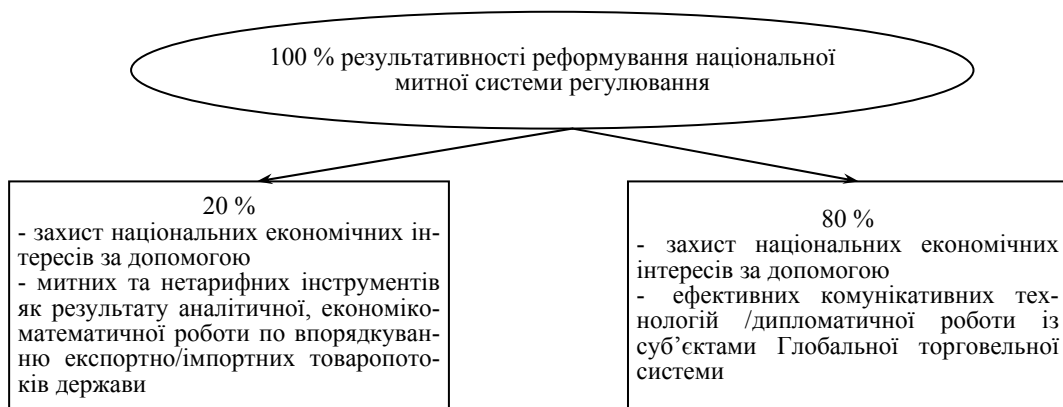 100 % результативності реформування національної
митної системи регулювання
20 %
- захист національних економічних ін-
тересів за допомогою
- митних та нетарифних інструментів
як результату аналітичної, економіко-
математичної роботи по впорядкуван-
ню експортно/імпортних товаропото-
ків держави
80 %
- захист національних економічних
інтересів за допомогою
- ефективних комунікативних тех-
нологій /дипломатичної роботи із
суб’єктами Глобальної торговельної
системи